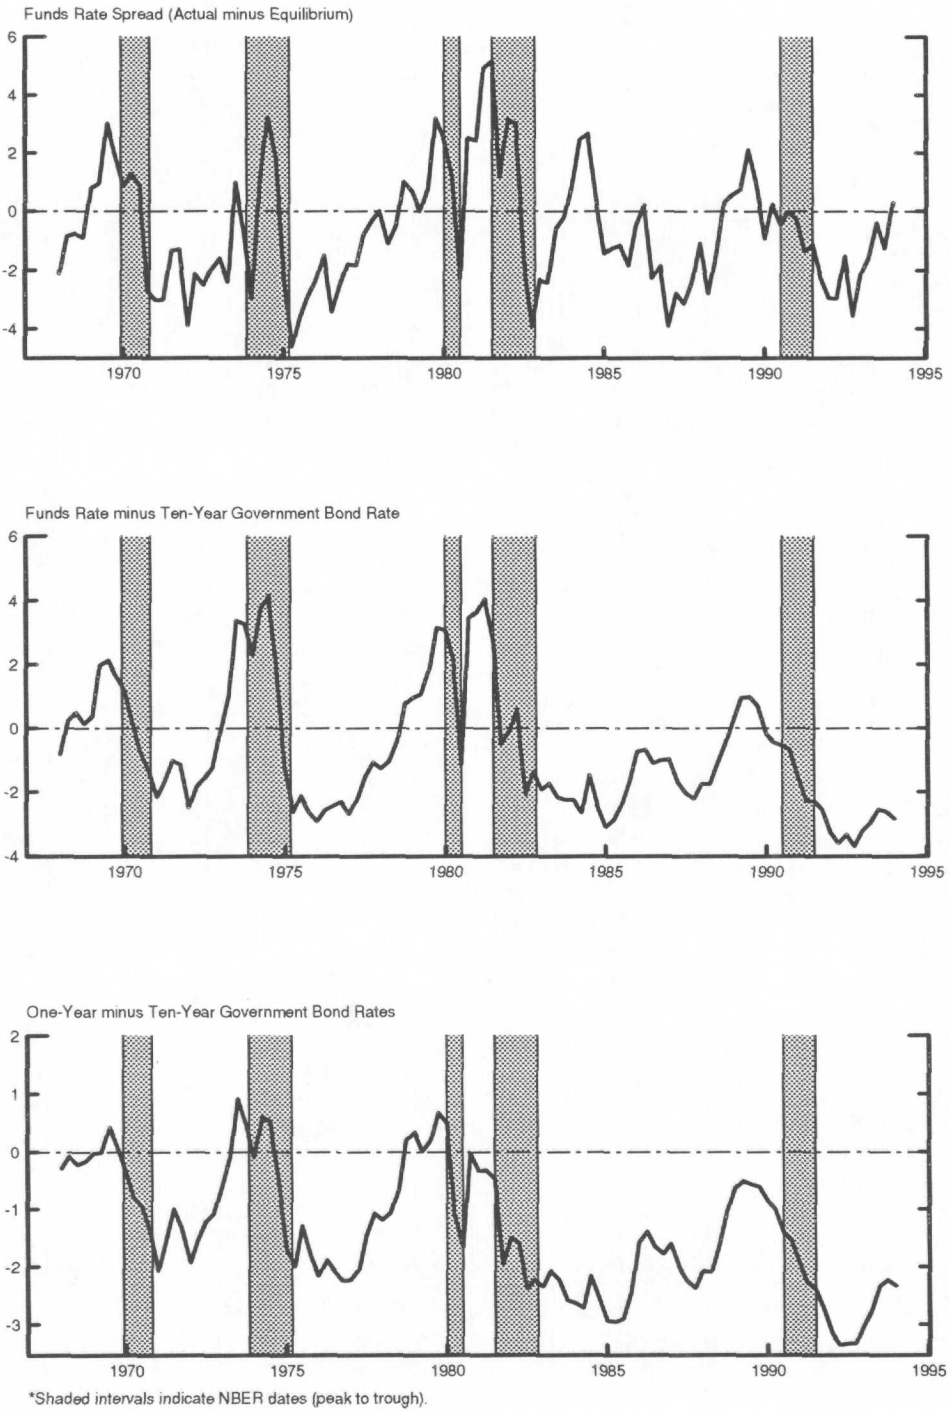 Funds Rate Spread (Actual minus Equilibrium)
6
4
2
0
-2
-4
1970 1975 1980 1985 1990 1995
Funds Rate minus Ten-Year Government Bond Rate
6
4
2
0
-2
-4
1970 1975 1980 1985 1990 1995
One-Year minus Ten-Year Government Bond Rates
2
1
0
-1
-2
-3
1970 1975 1980 1985 1990 1995
*Shaded intervals indicate NBER dates (peak to trough).